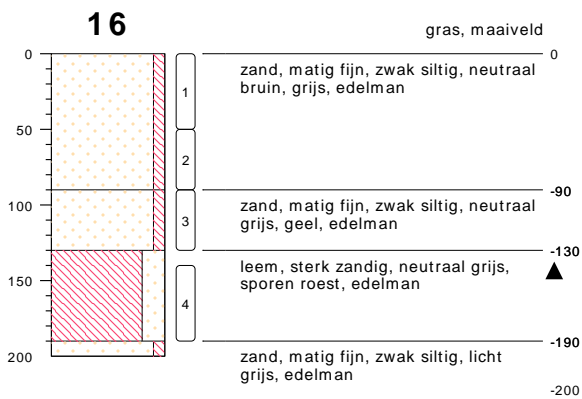 16
gras, maaiveld
0
0
zand, matig fijn, zwak siltig, neutraal
bruin, grijs, edelman
1
50
2
-90
100
zand, matig fijn, zwak siltig, neutraal
grijs, geel, edelman
3
-130
leem, sterk zandig, neutraal grijs,
sporen roest, edelman
150
4
-190
200
zand, matig fijn, zwak siltig, licht
grijs, edelman
-200